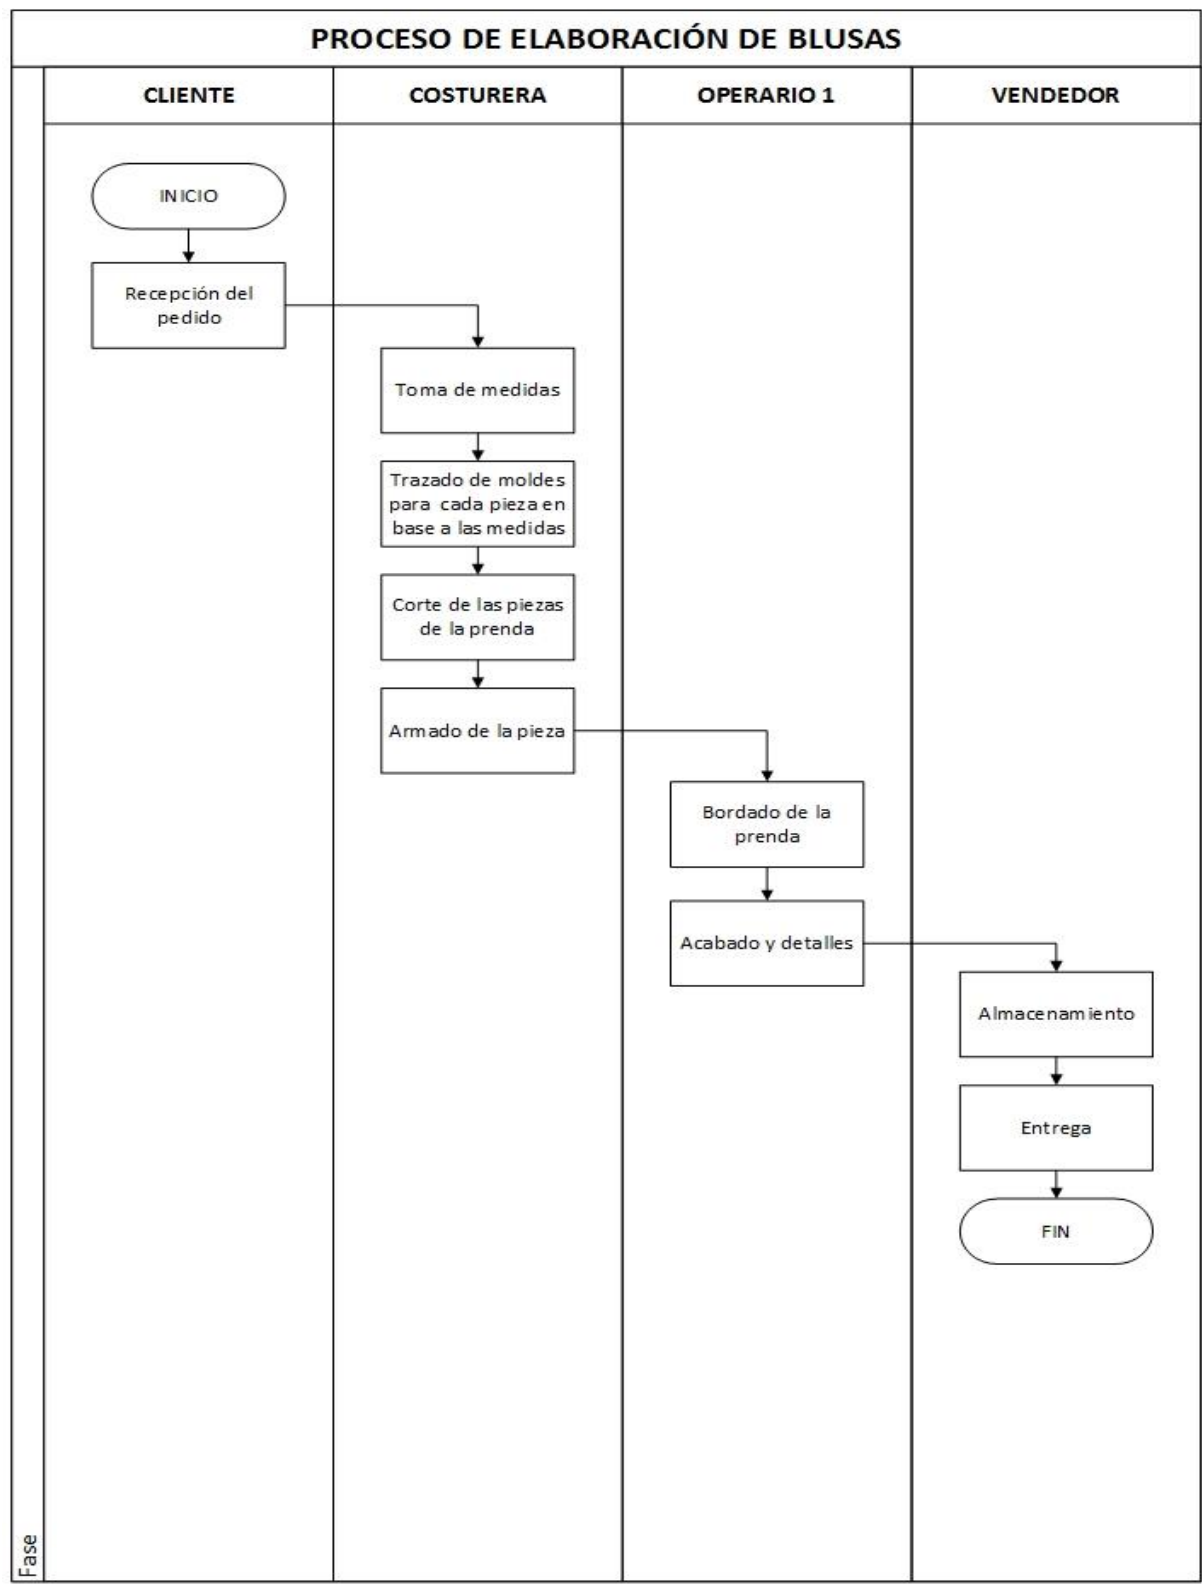 PROCESO DE ELABORACIÓN DE BLUSAS
CLIENTE
COSTURERA
OPERARIO 1
VENDEDOR
INICIO
Recepción del
pedido
Toma de medidas
Trazado de moldes
para cada pieza en
base a las medidas
Corte de las piezas
de la prenda
Armado de la pieza
Bordado de la
prenda
Acabado y detalles
Almacenamiento
Entrega
FIN
Fase